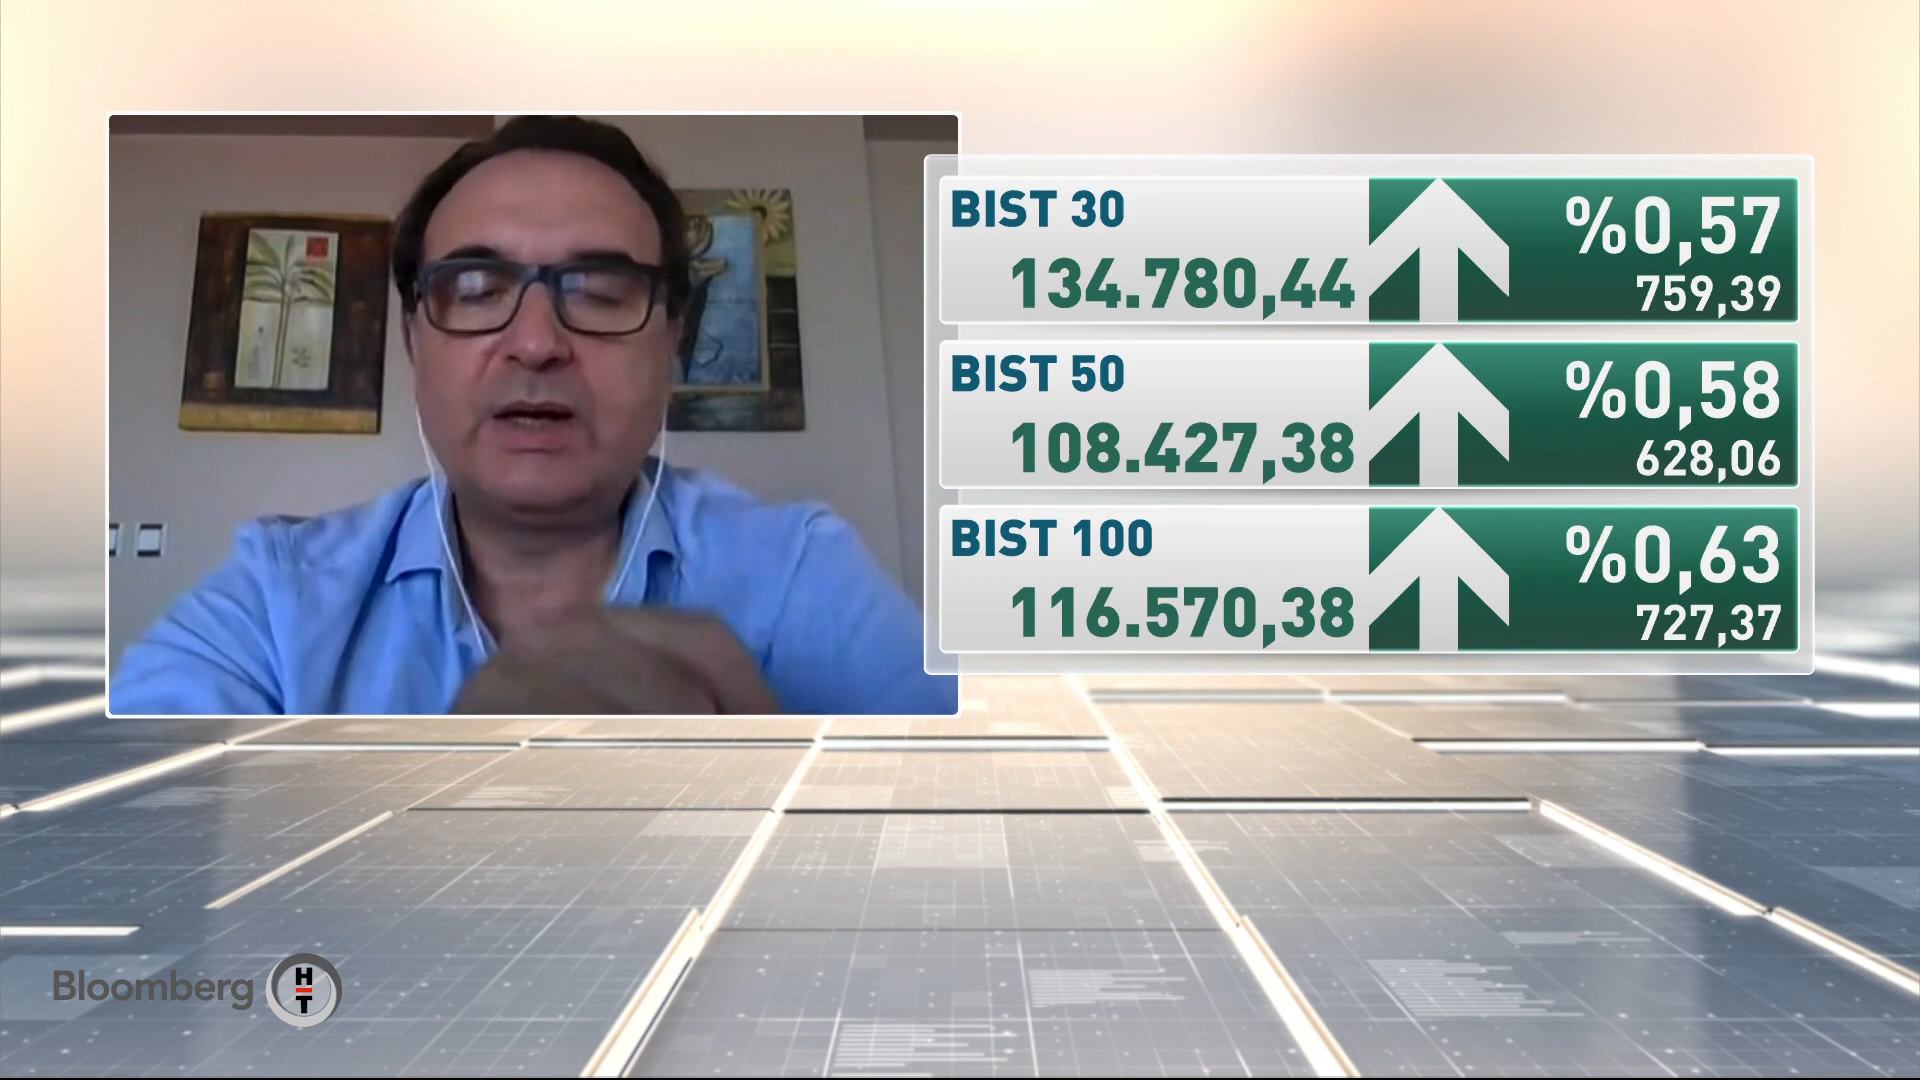 BIST 30
134.780,44
%0,57
759,39
BIST 50
108.427,38
%0,58
628,06
BIST 100
116.570,38
%0,63
727,37
Bloomberg HT